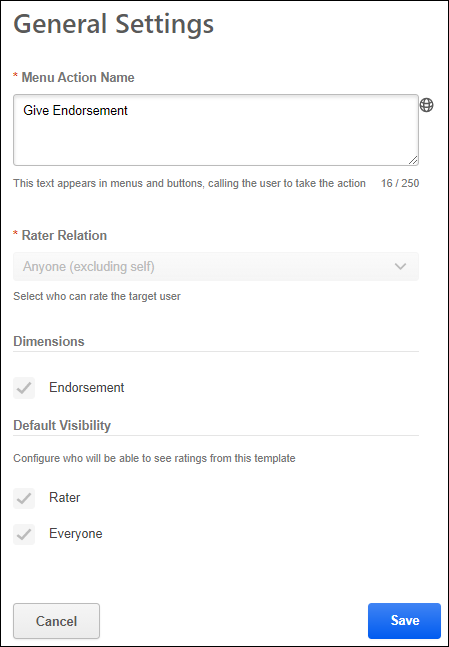 General Settings
* Menu Action Name
Give Endorsement
This text appears in menus and buttons, calling the user to take the action 16 / 250
* Rater Relation
Anyone (excluding self)
Select who can rate the target user
Dimensions
Endorsement
Default Visibility
Configure who will be able to see ratings from this template
Rater
Everyone
Cancel Save